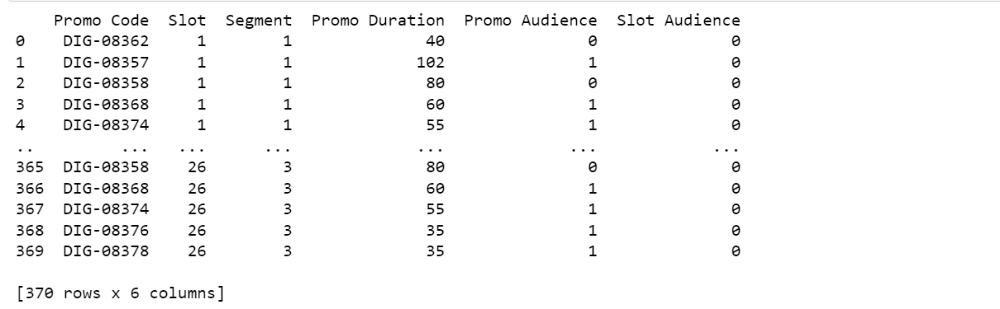 Promo Code Slot Segment Promo Duration Promo Audience Slot Audience
0 DIG-08362 1 1 40 0 0
1 DIG-08357 1 1 102 1 0
2 DIG-08358 1 1 80 0 0
3 DIG-08368 1 1 60 1 0
4 DIG-08374 1 1 55 1 0
.. ... ... ... ... ... ...
365 DIG-08358 26 3 80 0 0
366 DIG-08368 26 3 60 1 0
367 DIG-08374 26 3 55 1 0
368 DIG-08376 26 3 35 1 0
369 DIG-08378 26 3 35 1 0
[370 rows x 6 columns]